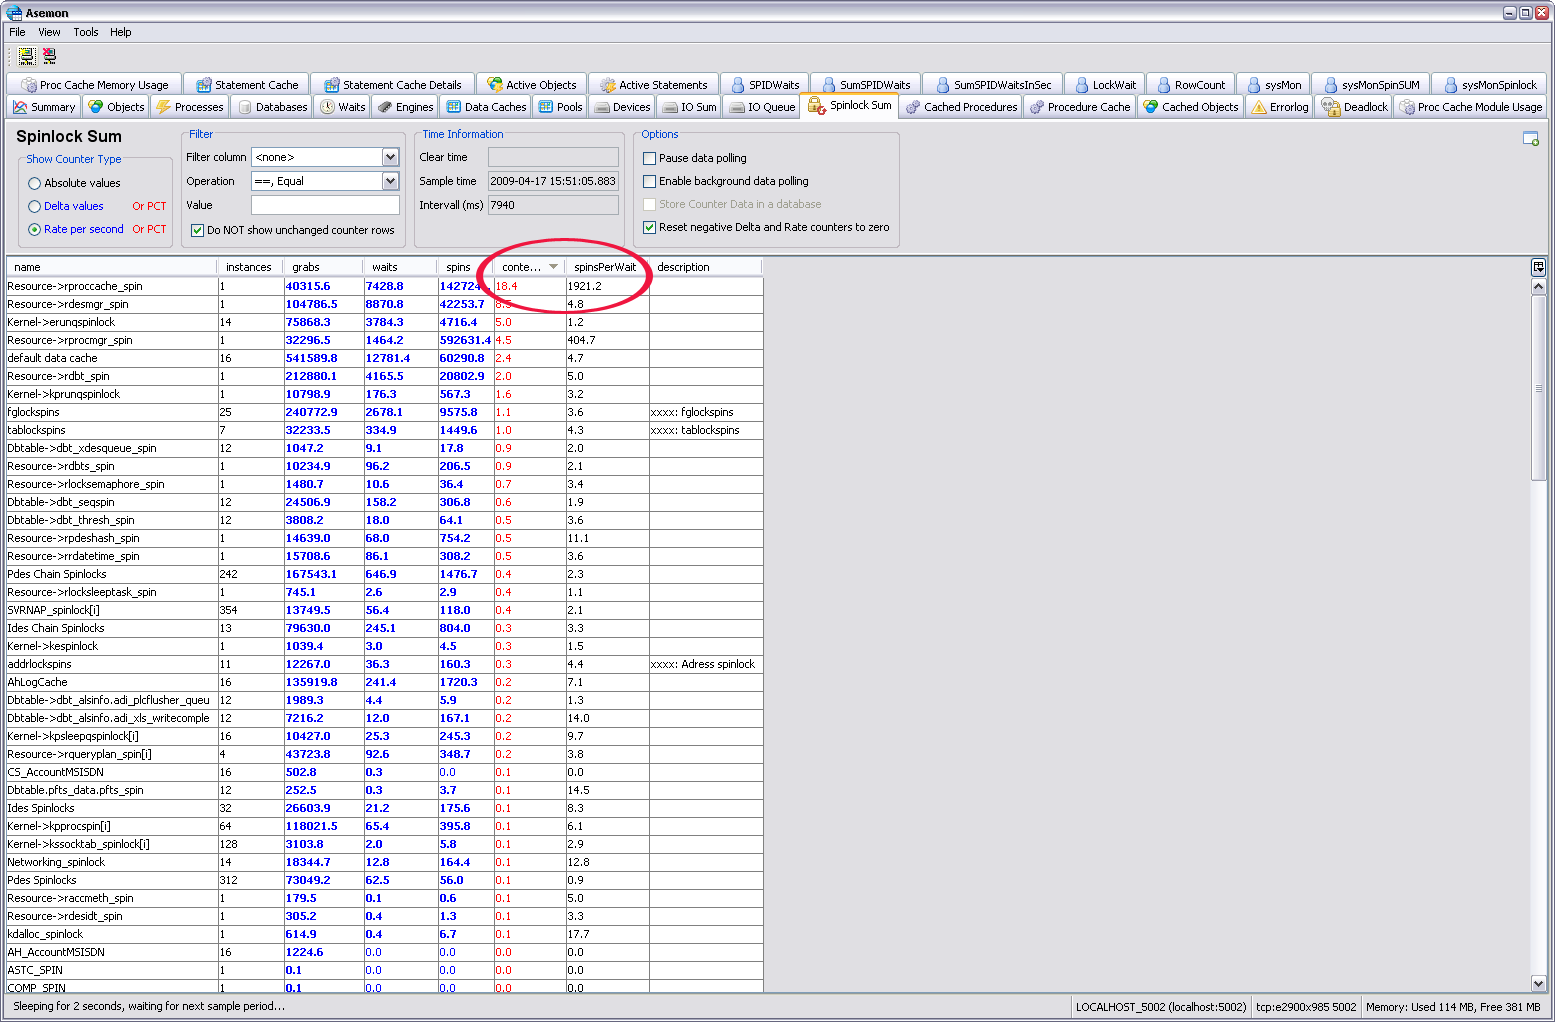 Asemon
File View Tools Help
Proc Cache Memory Usage Statement Cache Statement Cache Details Active Objects Active Statements SPIDWaits SumSPIDWaits SumSPIDWaitsInSec LockWait RowCount sysMon sysMonSpinSUM sysMonSpinlock
Summary Objects Processes Databases Waits Engines Data Caches Pools Devices IO Sum IO Queue Spinlock Sum Cached Procedures Procedure Cache Cached Objects Errorlog Deadlock Proc Cache Module Usage
Spinlock Sum
Show Counter Type
Absolute values
Delta values Or PCT
Rate per second Or PCT
Filter
Filter column <none>
Operation ==, Equal
Value
Do NOT show unchanged counter rows
Time Information
Clear time
Sample time 2009-04-17 15:51:05.883
Intervall (ms) 7940
Options
Pause data polling
Enable background data polling
Store Counter Data in a database
Reset negative Delta and Rate counters to zero
name instances grabs waits spins conte... spinsPerWait description
Resource->rproccache_spin 1 40315.6 7428.8 18.4 1921.2
Resource->rdesmgr_spin 1 104786.5 8870.8 42253.7 8.5 4.8
Kernel->erunqspinlock 14 75868.3 3784.3 4716.4 5.0 1.2
Resource->rprocmgr_spin 1 32296.5 1464.2 592631.4 4.5 404.7
default data cache 16 541589.8 12781.4 60290.8 2.4 4.7
Resource->rdbt_spin 1 212880.1 4165.5 20802.9 2.0 5.0
Kernel->kprunqspinlock 1 10798.9 176.3 567.3 1.6 3.2
fglockspins 25 240772.9 2678.1 9575.8 1.1 3.6 xxxx: fglockspins
tablockspins 7 32233.5 334.9 1449.6 1.0 4.3 xxxx: tablockspins
Dbtable->dbt_xdesqueue_spin 12 1047.2 9.1 17.8 0.9 2.0
Resource->rdbts_spin 1 10234.9 96.2 206.5 0.9 2.1
Resource->rlocksemaphore_spin 1 1480.7 10.6 36.4 0.7 3.4
Dbtable->dbt_seqspin 12 24506.9 158.2 306.8 0.6 1.9
Dbtable->dbt_thresh_spin 12 3808.2 18.0 64.1 0.5 3.6
Resource->rpdeshash_spin 1 14639.0 68.0 754.2 0.5 11.1
Resource->rrdatetime_spin 1 15708.6 86.1 308.2 0.5 3.6
Pdes Chain Spinlocks 242 167543.1 646.9 1476.7 0.4 2.3
Resource->rlocksleeptask_spin 1 745.1 2.6 2.9 0.4 1.1
SVRNAP_spinlock[i] 354 13749.5 56.4 118.0 0.4 2.1
Ides Chain Spinlocks 13 79630.0 245.1 804.0 0.3 3.3
Kernel->kespinlock 1 1039.4 3.0 4.5 0.3 1.5
addrlockspins 11 12267.0 36.3 160.3 0.3 4.4 xxxx: Adress spinlock
AhLogCache 16 135919.8 241.4 1720.3 0.2 7.1
Dbtable->dbt_alsinfo.adi_plcflusher_queu 12 1989.3 4.4 5.9 0.2 1.3
Dbtable->dbt_alsinfo.adi_xls_writecomple 12 7216.2 12.0 167.1 0.2 14.0
Kernel->kpsleepqspinlock[i] 16 10427.0 25.3 245.3 0.2 9.7
Resource->rqueryplan_spin[i] 4 43723.8 92.6 348.7 0.2 3.8
CS_AccountMSISDN 16 502.8 0.3 0.0 0.1 0.0
Dbtable.pfts_data.pfts_spin 12 252.5 0.3 3.7 0.1 14.5
Ides Spinlocks 32 26603.9 21.2 175.6 0.1 8.3
Kernel->kpprocspin[i] 64 118021.5 65.4 395.8 0.1 6.1
Kernel->kssocktab_spinlock[i] 128 3103.8 2.0 5.8 0.1 2.9
Networking_spinlock 14 18344.7 12.8 164.4 0.1 12.8
Pdes Spinlocks 312 73049.2 62.5 56.0 0.1 0.9
Resource->raccmeth_spin 1 179.5 0.1 0.6 0.1 5.0
Resource->rdesidt_spin 1 305.2 0.4 1.3 0.1 3.3
kdalloc_spinlock 1 614.9 0.4 6.7 0.1 17.7
AH_AccountMSISDN 16 1224.6 0.0 0.0 0.0 0.0
ASTC_SPIN 1 0.1 0.0 0.0 0.0 0.0
COMP_SPIN 1 0.1 0.0 0.0 0.0 0.0
Sleeping for 2 seconds, waiting for next sample period... LOCALHOST_5002 (localhost:5002) tcp:e2900x985 5002 Memory: Used 114 MB, Free 381 MB